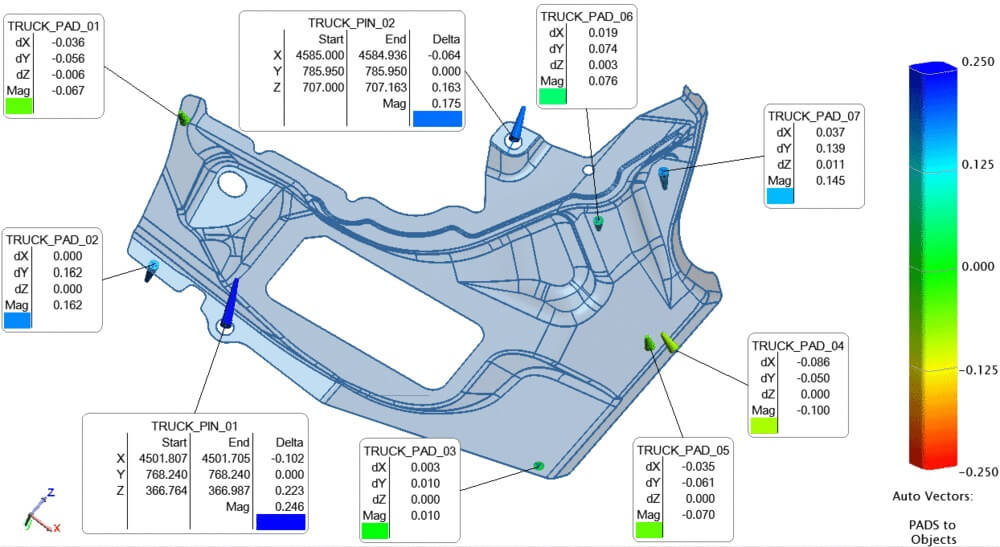 TRUCK_PAD_01
dX -0.036
dY -0.056
dZ -0.006
Mag -0.067
TRUCK_PIN_02
Start End Delta
X 4585.000 4584.936 -0.064
Y 785.950 785.950 0.000
Z 707.000 707.163 0.163
Mag 0.175
TRUCK_PAD_06
dX 0.019
dY 0.074
dZ 0.003
Mag 0.076
TRUCK_PAD_07
dX 0.037
dY 0.139
dZ 0.011
Mag 0.145
TRUCK_PAD_02
dX 0.000
dY 0.162
dZ 0.000
Mag 0.162
TRUCK_PAD_04
dX -0.086
dY -0.050
dZ 0.000
Mag -0.100
TRUCK_PIN_01
Start End Delta
X 4501.807 4501.705 -0.102
Y 768.240 768.240 0.000
Z 366.764 366.987 0.223
Mag 0.246
TRUCK_PAD_03
dX 0.003
dY 0.010
dZ 0.000
Mag 0.010
TRUCK_PAD_05
dX -0.035
dY -0.061
dZ 0.000
Mag -0.070
0.250
0.125
0.000
-0.125
-0.250
Auto Vectors:
PADS to
Objects
Z
X